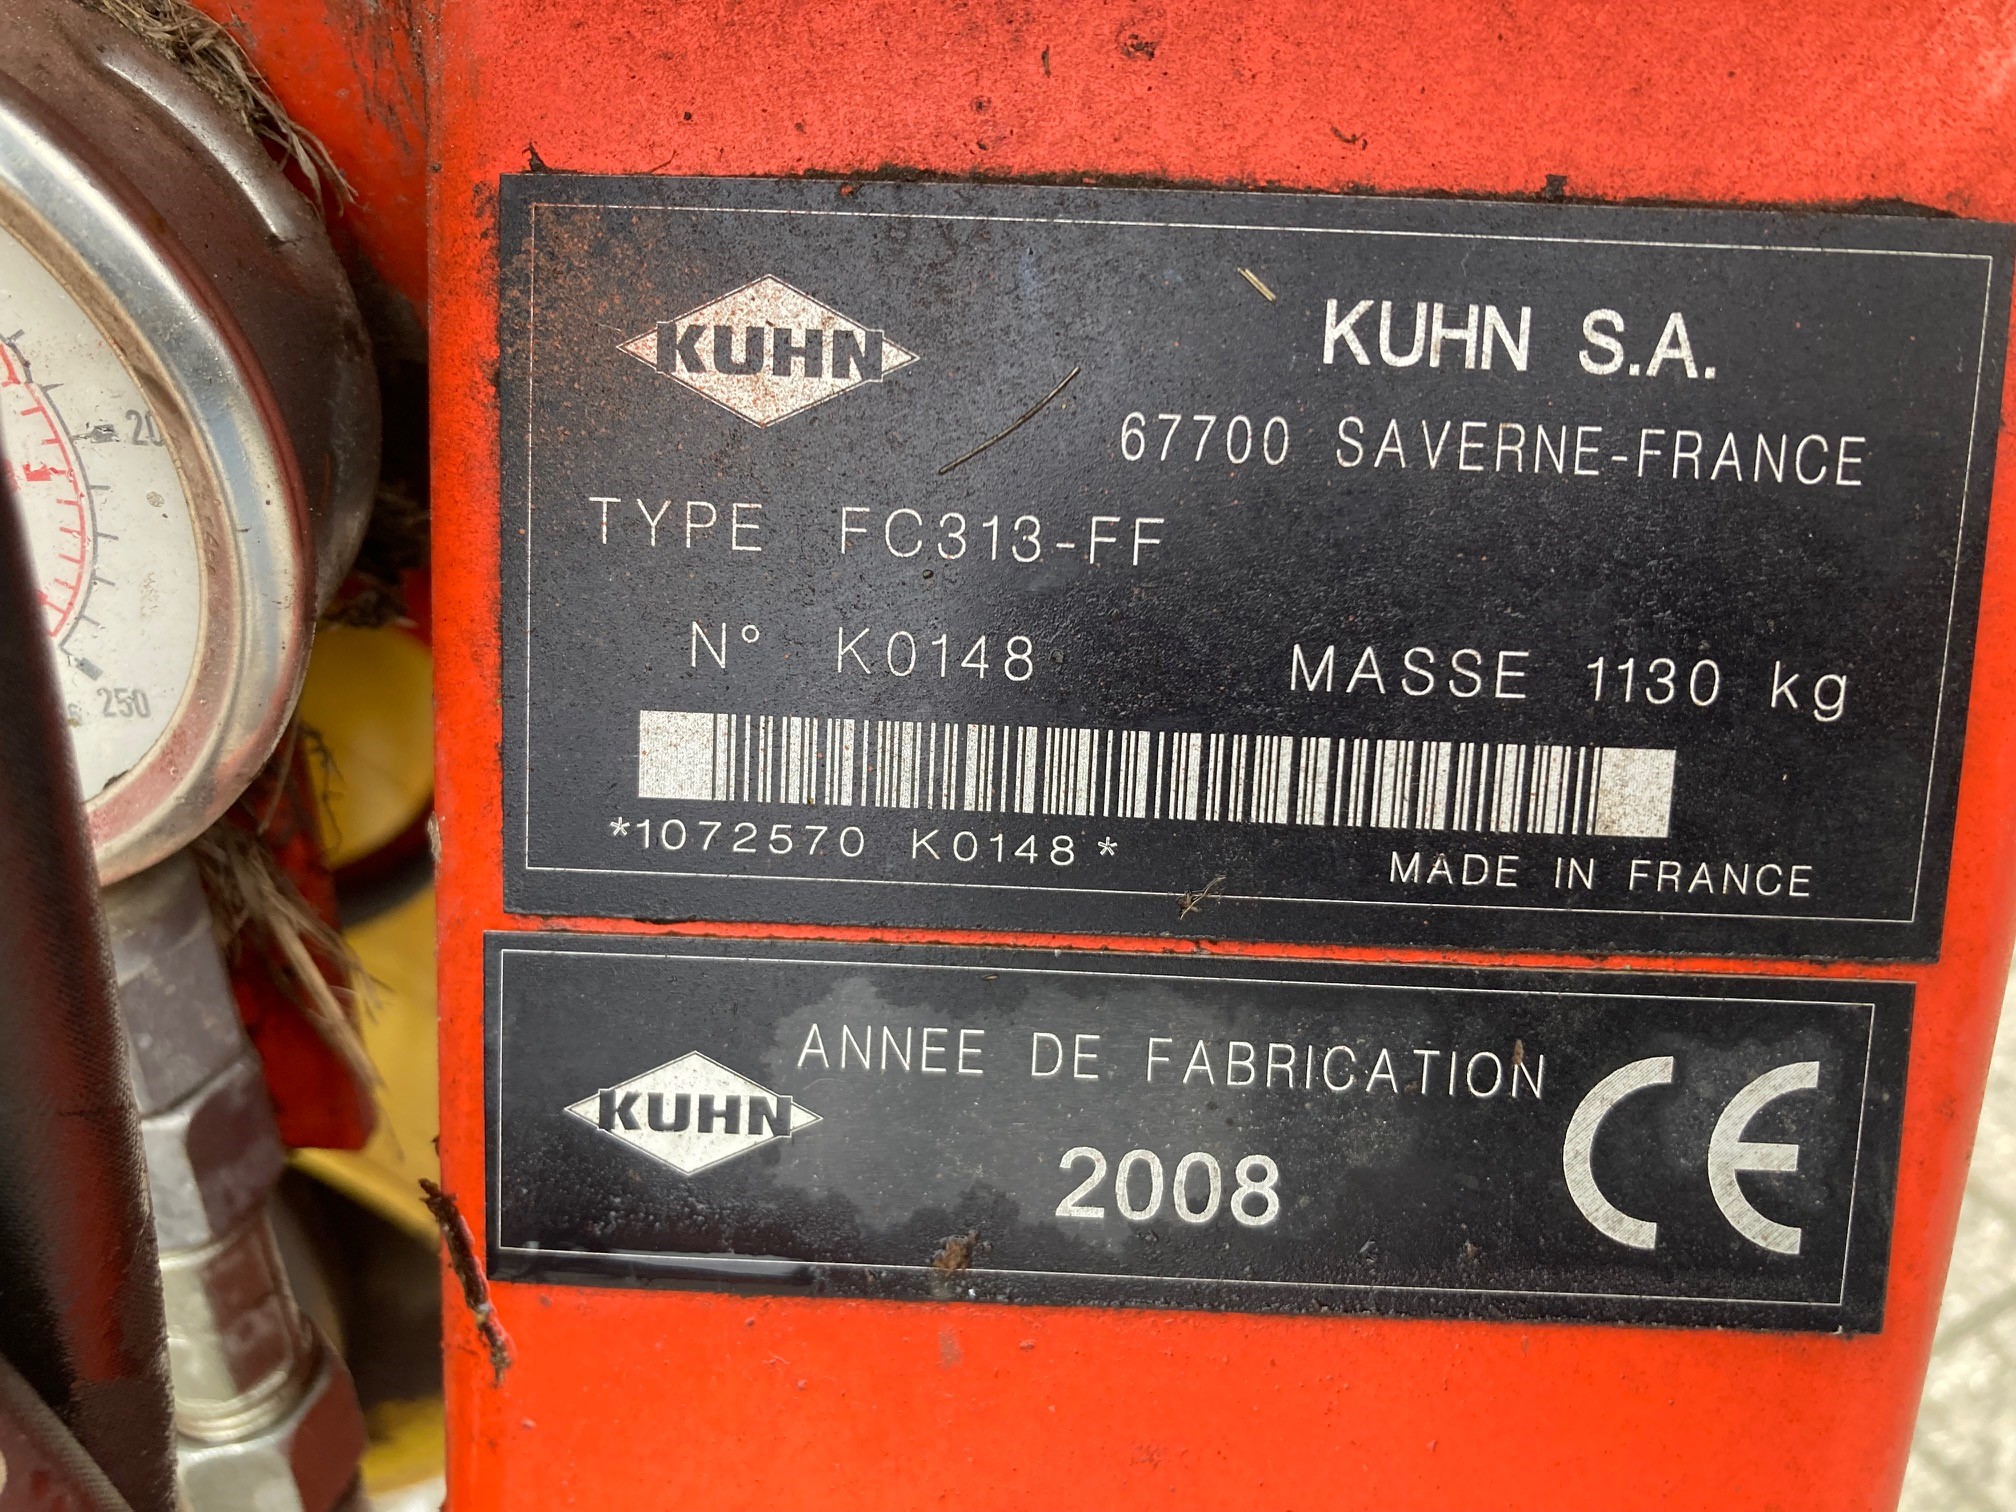 KUHN
KUHN S.A.
67700 SAVERNE-FRANCE
TYPE FC313-FF
N° K0148 MASSE 1130 kg
*1072570 K0148*
MADE IN FRANCE
KUHN
ANNEE DE FABRICATION
2008
CE
250